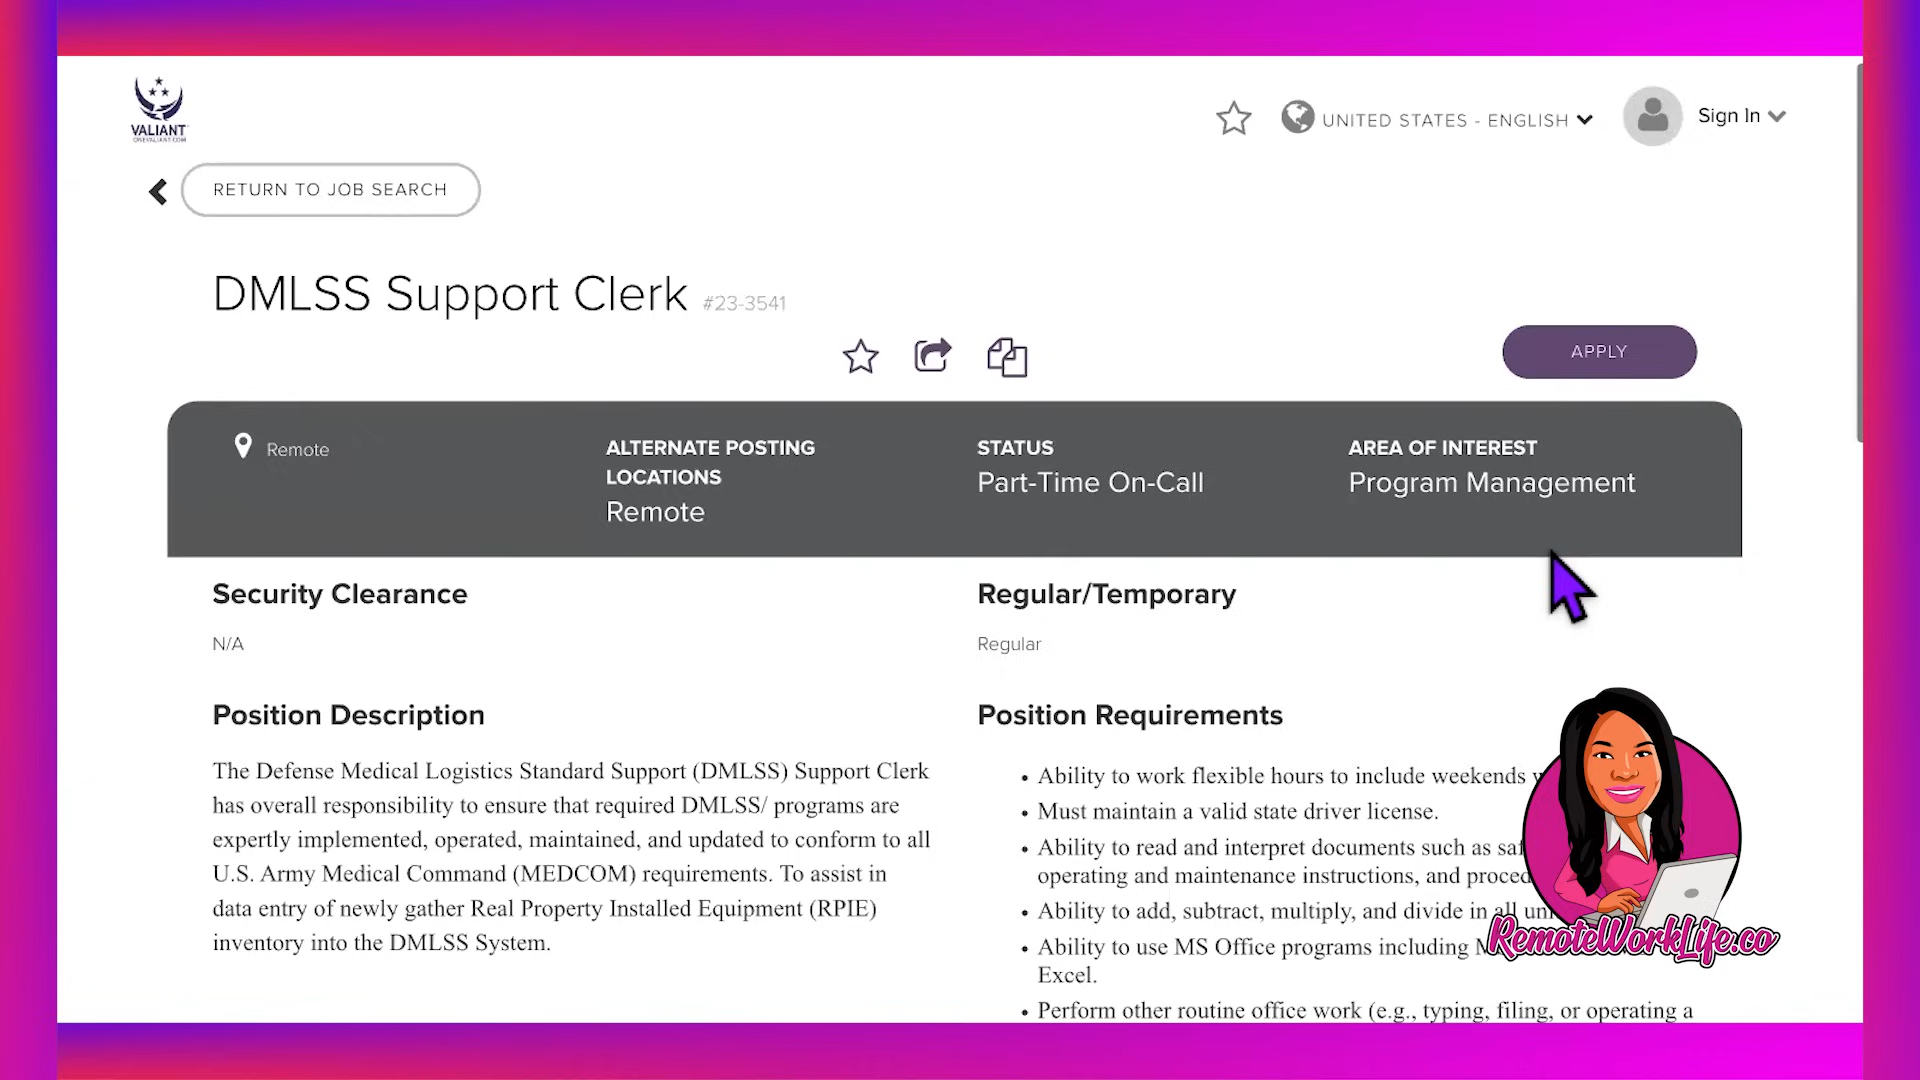 VALIANT
ONEVALIANT.COM
UNITED STATES - ENGLISH
Sign In
RETURN TO JOB SEARCH
DMLSS Support Clerk #23-3541
APPLY
Remote
ALTERNATE POSTING
LOCATIONS
Remote
STATUS
Part-Time On-Call
AREA OF INTEREST
Program Management
Security Clearance
N/A
Regular/Temporary
Regular
Position Description
The Defense Medical Logistics Standard Support (DMLSS) Support Clerk
has overall responsibility to ensure that required DMLSS/ programs are
expertly implemented, operated, maintained, and updated to conform to all
U.S. Army Medical Command (MEDCOM) requirements. To assist in
data entry of newly gather Real Property Installed Equipment (RPIE)
inventory into the DMLSS System.
Position Requirements
• Ability to work flexible hours to include weekends
• Must maintain a valid state driver license.
• Ability to read and interpret documents such as
operating and maintenance instructions, and
• Ability to add, subtract, multiply, and divide in all
• Ability to use MS Office programs including
Excel.
• Perform other routine office work (e.g., typing, filing, or operating a
RemoteWorkLife.co